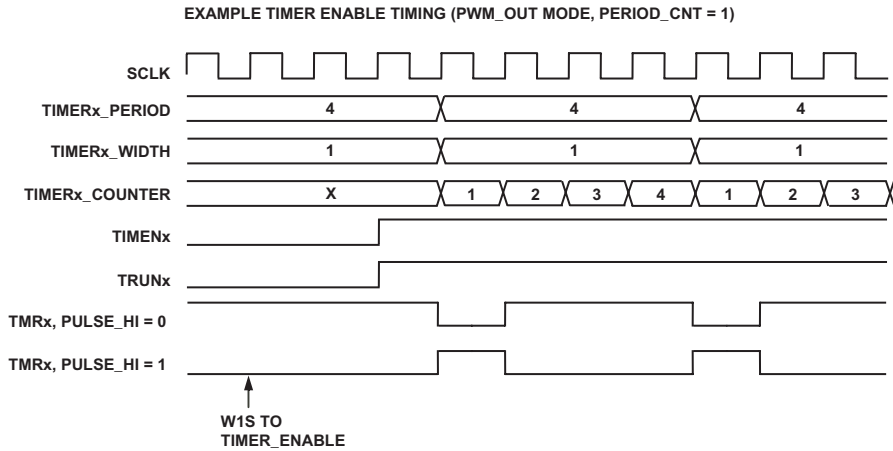 EXAMPLE TIMER ENABLE TIMING (PWM_OUT MODE, PERIOD_CNT = 1)
SCLK
TIMERx_PERIOD 4 4 4
TIMERx_WIDTH 1 1 1
TIMERx_COUNTER X 1 2 3 4 1 2 3
TIMENx
TRUNx
TMRx, PULSE_HI = 0
TMRx, PULSE_HI = 1
W1S TO
TIMER_ENABLE